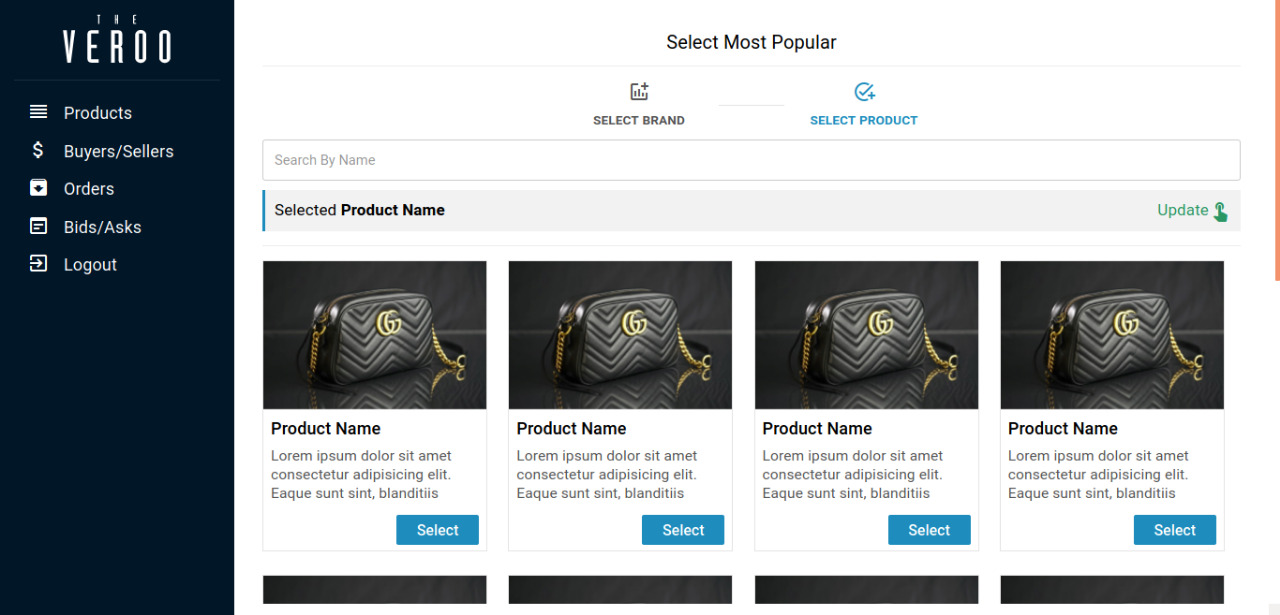 THE
VEROO
Products
Buyers/Sellers
Orders
Bids/Asks
Logout
Select Most Popular
SELECT BRAND
SELECT PRODUCT
Search By Name
Selected Product Name
Update
Product Name
Lorem ipsum dolor sit amet
consectetur adipisicing elit.
Eaque sunt sint, blanditiis
Select
Product Name
Lorem ipsum dolor sit amet
consectetur adipisicing elit.
Eaque sunt sint, blanditiis
Select
Product Name
Lorem ipsum dolor sit amet
consectetur adipisicing elit.
Eaque sunt sint, blanditiis
Select
Product Name
Lorem ipsum dolor sit amet
consectetur adipisicing elit.
Eaque sunt sint, blanditiis
Select